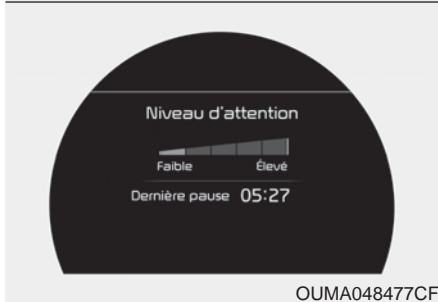 Niveau d'attention
Faible Élevé
Dernière pause 05:27
OUMA048477CF